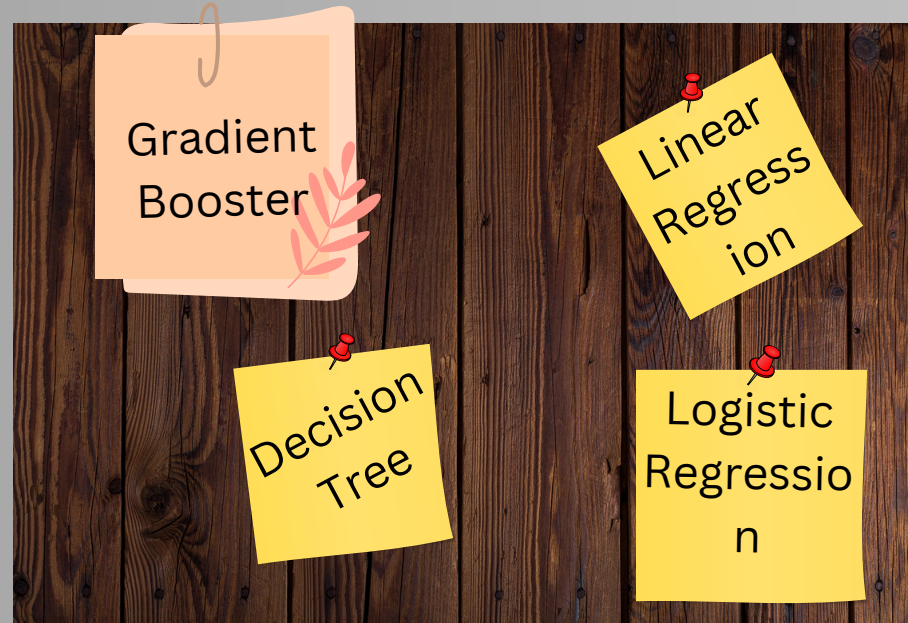 Gradient
Booster
Linear
Regress
ion
Decision
Tree
Logistic
Regressio
n